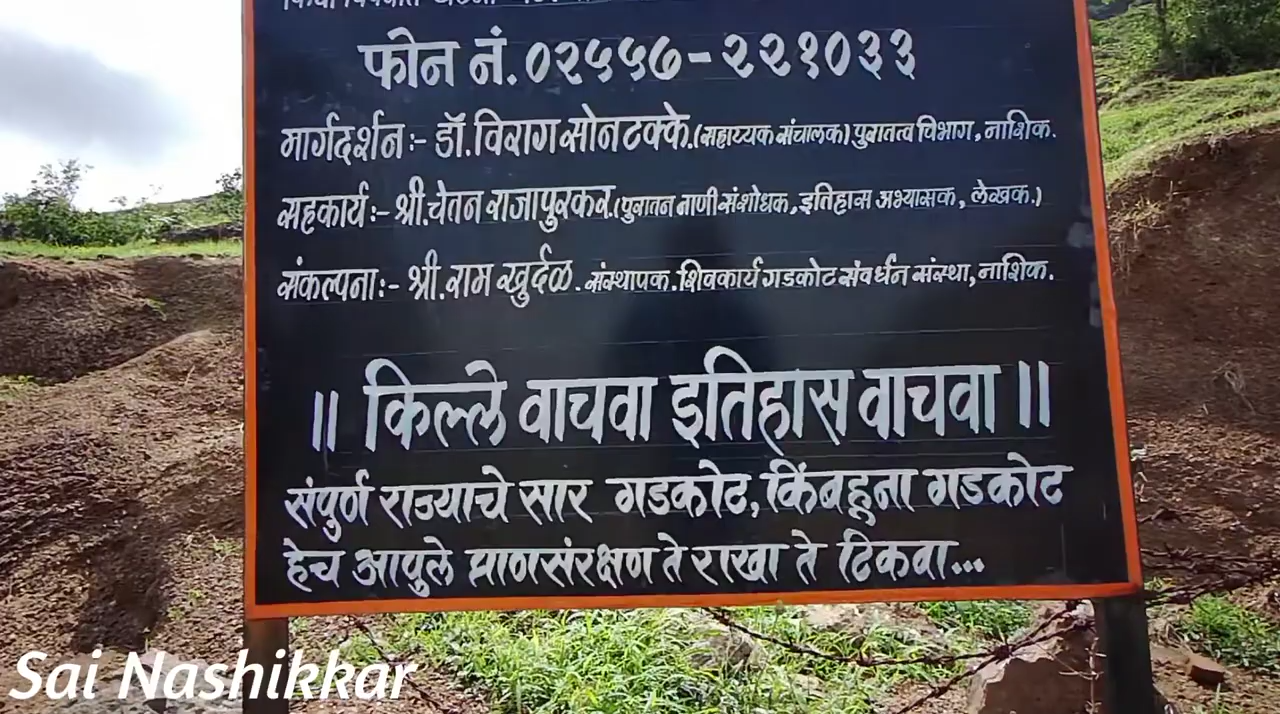 फोन नं. ०२५५७-२२१०३३
मार्गदर्शन:- डॉ. विराग सोनटक्के. (सहाय्यक संचालक) पुरातत्व विभाग, नाशिक.
सहकार्य:- श्री. चेतन राजापुरकर. (पुरातन नाणी संशोधक, इतिहास अभ्यासक, लेखक.)
संकल्पना:- श्री. राम खुर्दळ. संस्थापक. शिवकार्य गडकोट संवर्धन संस्था, नाशिक.
॥ किल्ले वाचवा इतिहास वाचवा ॥
संपुर्ण राज्याचे सार गडकोट, किंबहुना गडकोट
हेच आपुले प्राणसंरक्षण ते राखा ते टिकवा...
Sai Nashikkar